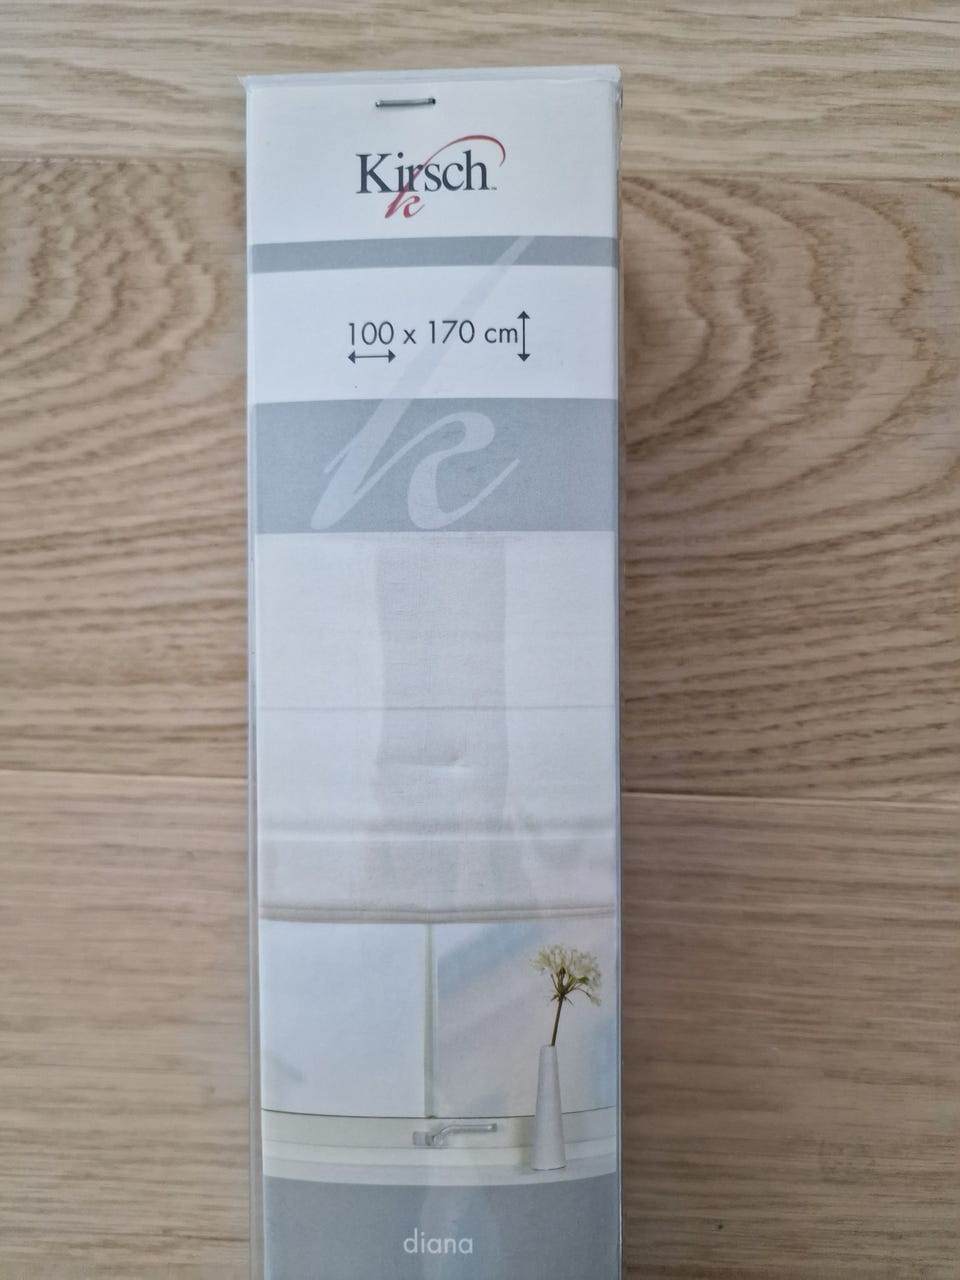 Kirsch
100 x 170 cm
diana